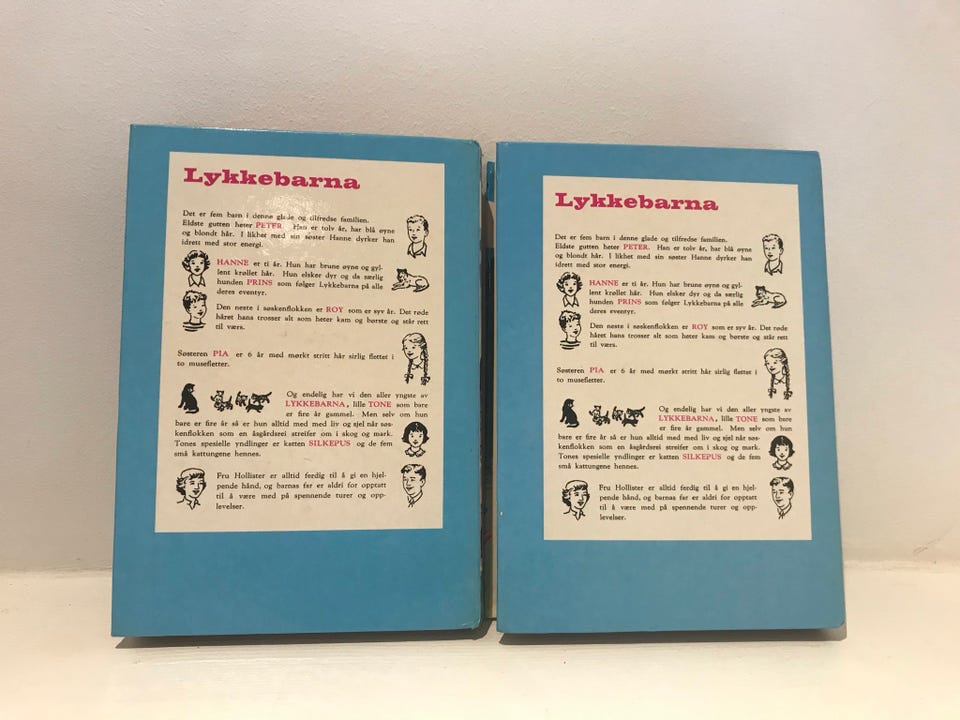 Lykkebarna
Det er fem barn i denne glade og tilfredse familien.
Eldste gutten heter PETER. Han er tolv år, har blå øyne
og blondt hår. I likhet med sin søster Hanne dyrker han
idrett med stor energi.
HANNE er ti år. Hun har brune øyne og gyl-
lent krøllet hår. Hun elsker dyr og da særlig
hunden PRINS som følger Lykkebarna på alle
deres eventyr.
Den neste i søskenflokken er ROY som er syv år. Det røde
håret hans trosser alt som heter kam og børste og står rett
til værs.
Søsteren PIA er 6 år med mørkt stritt hår sirlig flettet i
to musefletter.
Og endelig har vi den aller yngste av
LYKKEBARNA, lille TONE som bare
er fire år gammel. Men selv om hun
bare er fire år så er hun alltid med med liv og sjel når søs-
kenflokken som en åsgårdsrei streifer om i skog og mark.
Tones spesielle yndlinger er katten SILKEPUS og de fem
små kattungene hennes.
Fru Hollister er alltid ferdig til å gi en hjel-
pende hånd, og barnas far er aldri for opptatt
til å være med på spennende turer og opp-
levelser.
Lykkebarna
Det er fem barn i denne glade og tilfredse familien.
Eldste gutten heter PETER. Han er tolv år, har blå øyne
og blondt hår. I likhet med sin søster Hanne dyrker han
idrett med stor energi.
HANNE er ti år. Hun har brune øyne og gyl-
lent krøllet hår. Hun elsker dyr og da særlig
hunden PRINS som følger Lykkebarna på alle
deres eventyr.
Den neste i søskenflokken er ROY som er syv år. Det røde
håret hans trosser alt som heter kam og børste og står rett
til værs.
Søsteren PIA er 6 år med mørkt stritt hår sirlig flettet i
to musefletter.
Og endelig har vi den aller yngste av
LYKKEBARNA, lille TONE som bare
er fire år gammel. Men selv om hun
bare er fire år så er hun alltid med med liv og sjel når søs-
kenflokken som en åsgårdsrei streifer om i skog og mark.
Tones spesielle yndlinger er katten SILKEPUS og de fem
små kattungene hennes.
Fru Hollister er alltid ferdig til å gi en hjel-
pende hånd, og barnas far er aldri for opptatt
til å være med på spennende turer og opp-
levelser.